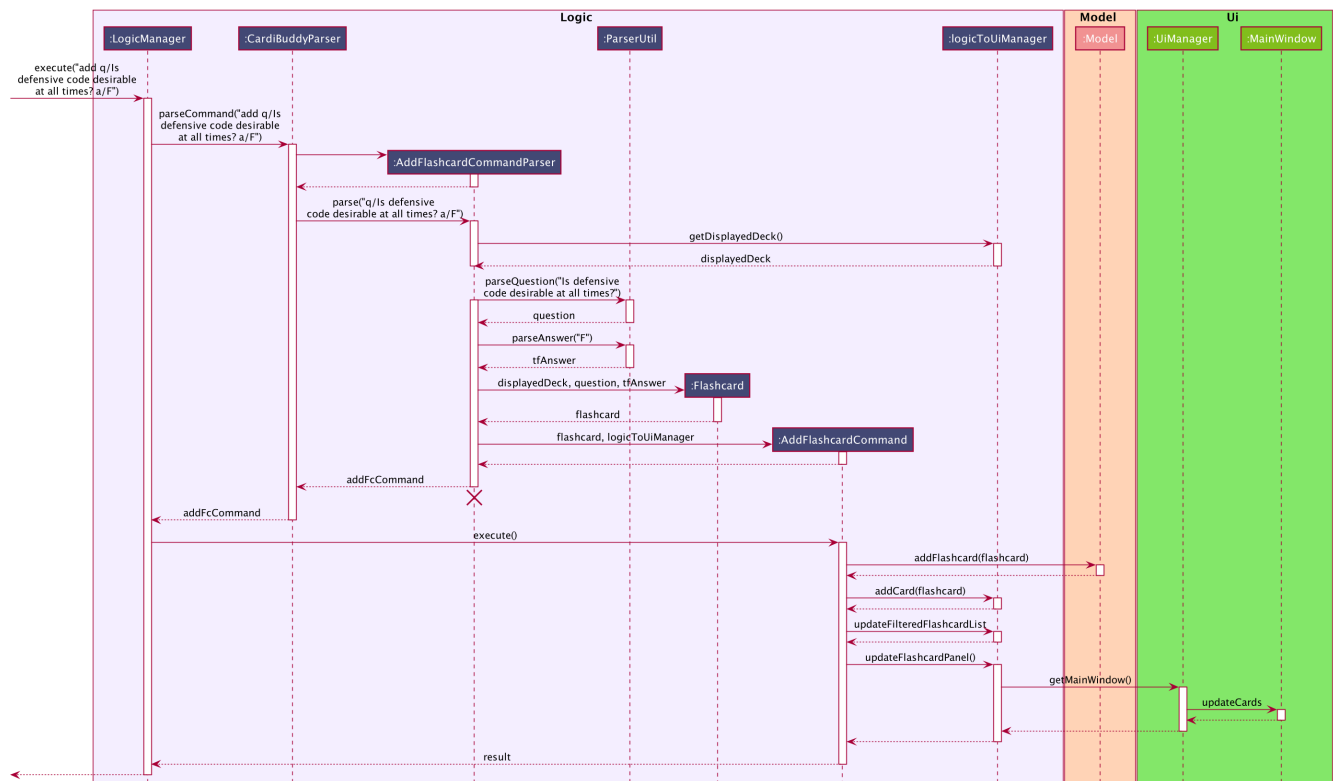 Logic
Model
Ui
:LogicManager
:CardiBuddyParser
:ParserUtil
:logicToUiManager
:Model
:UiManager
:MainWindow
execute("add q/Is
defensive code desirable
at all times? a/F")
parseCommand("add q/Is
defensive code desirable
at all times? a/F")
:AddFlashcardCommandParser
parse("q/Is defensive
code desirable at all times? a/F")
getDisplayedDeck()
displayedDeck
parseQuestion("Is defensive
code desirable at all times?")
question
parseAnswer("F")
tfAnswer
displayedDeck, question, tfAnswer
:Flashcard
flashcard
flashcard, logicToUiManager
:AddFlashcardCommand
addFcCommand
addFcCommand
execute()
addFlashcard(flashcard)
addCard(flashcard)
updateFilteredFlashcardList
updateFlashcardPanel()
getMainWindow()
updateCards
result